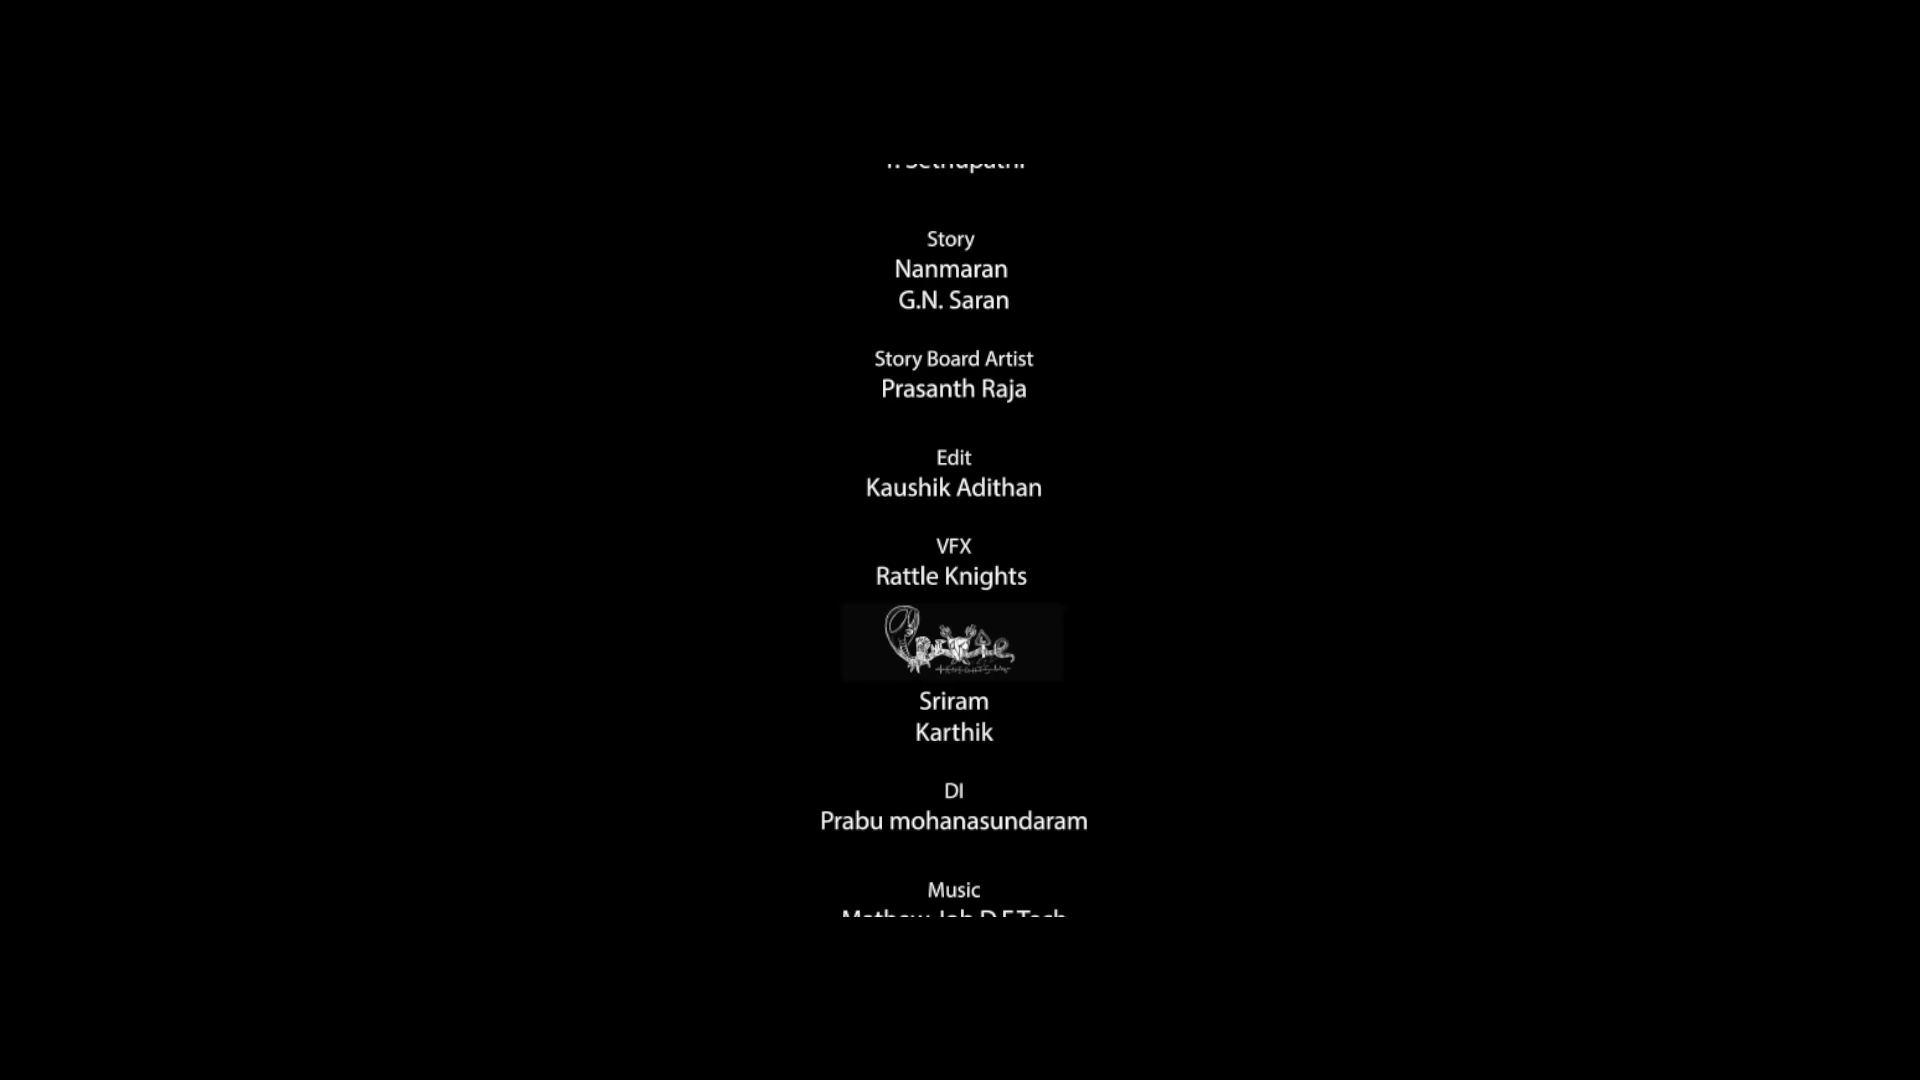 Story
Nanmaran
G.N. Saran
Story Board Artist
Prasanth Raja
Edit
Kaushik Adithan
VFX
Rattle Knights
Sriram
Karthik
DI
Prabu mohanasundaram
Music